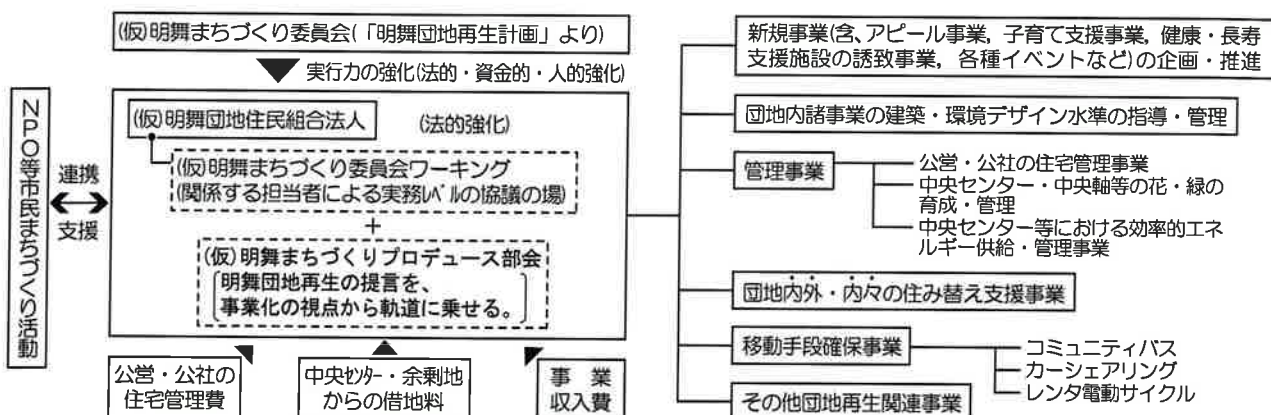 (仮)明舞まちづくり委員会(「明舞団地再生計画」より)
実行力の強化(法的・資金的・人的強化)
NPO等市民まちづくり活動
連携
支援
(仮)明舞団地住民組合法人
(法的強化)
(仮)明舞まちづくり委員会ワーキング
(関係する担当者による実務レベルの協議の場)
+
(仮)明舞まちづくりプロデュース部会
明舞団地再生の提言を、
事業化の視点から軌道に乗せる。
公営・公社の
住宅管理費
中央センター・余剰地
からの借地料
事業
収入費
新規事業(含、アピール事業，子育て支援事業，健康・長寿
支援施設の誘致事業，各種イベントなど)の企画・推進
団地内諸事業の建築・環境デザイン水準の指導・管理
管理事業
公営・公社の住宅管理事業
中央センター・中央軸等の花・緑の
育成・管理
中央センター等における効率的エネ
ルギー供給・管理事業
団地内外・内々の住み替え支援事業
移動手段確保事業
コミュニティバス
カーシェアリング
レンタ電動サイクル
その他団地再生関連事業